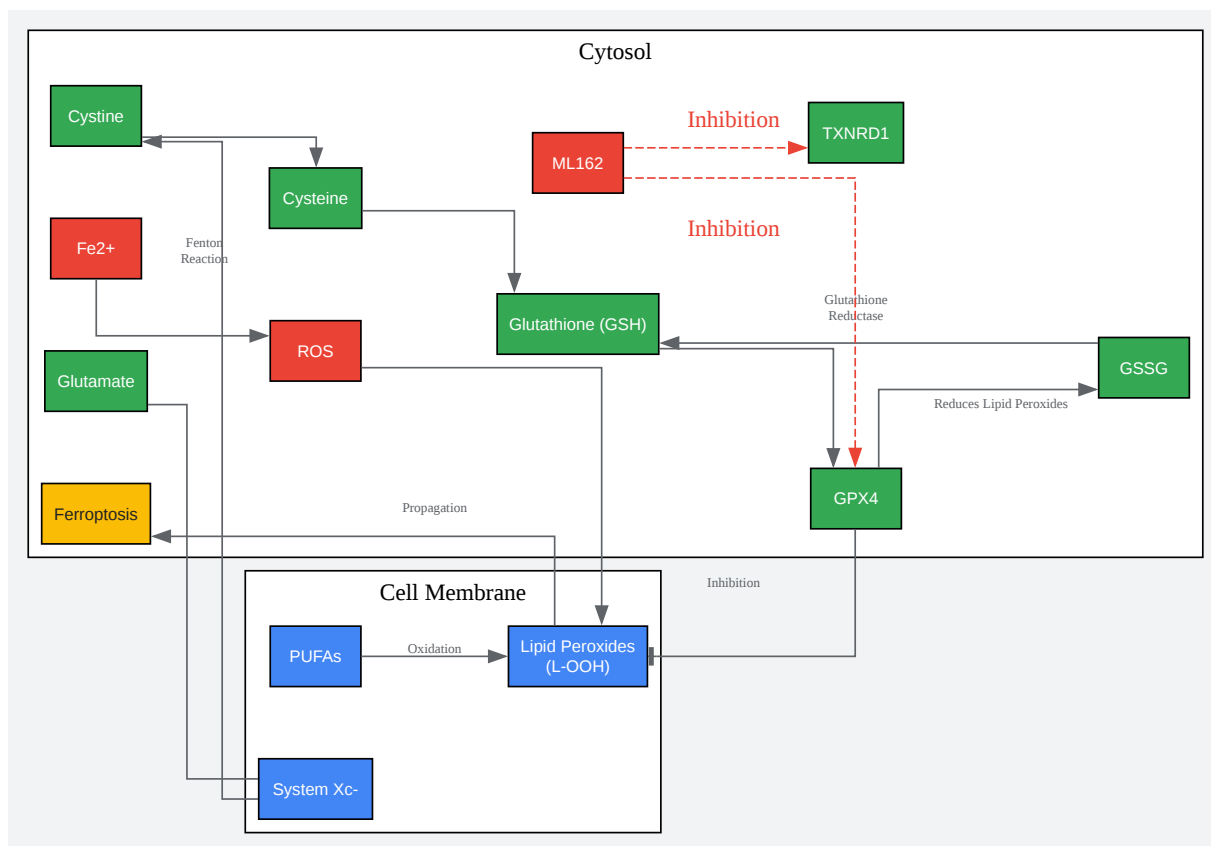 Cytosol
Cystine
Inhibition
TXNRD1
ML162
Cysteine
Inhibition
Fe2+
Fenton
Reaction
Glutathione
Reductase
Glutathione (GSH)
ROS
GSSG
Glutamate
Reduces Lipid Peroxides
GPX4
Ferroptosis
Propagation
Inhibition
Cell Membrane
PUFAs
Oxidation
Lipid Peroxides
(L-OOH)
System Xc-